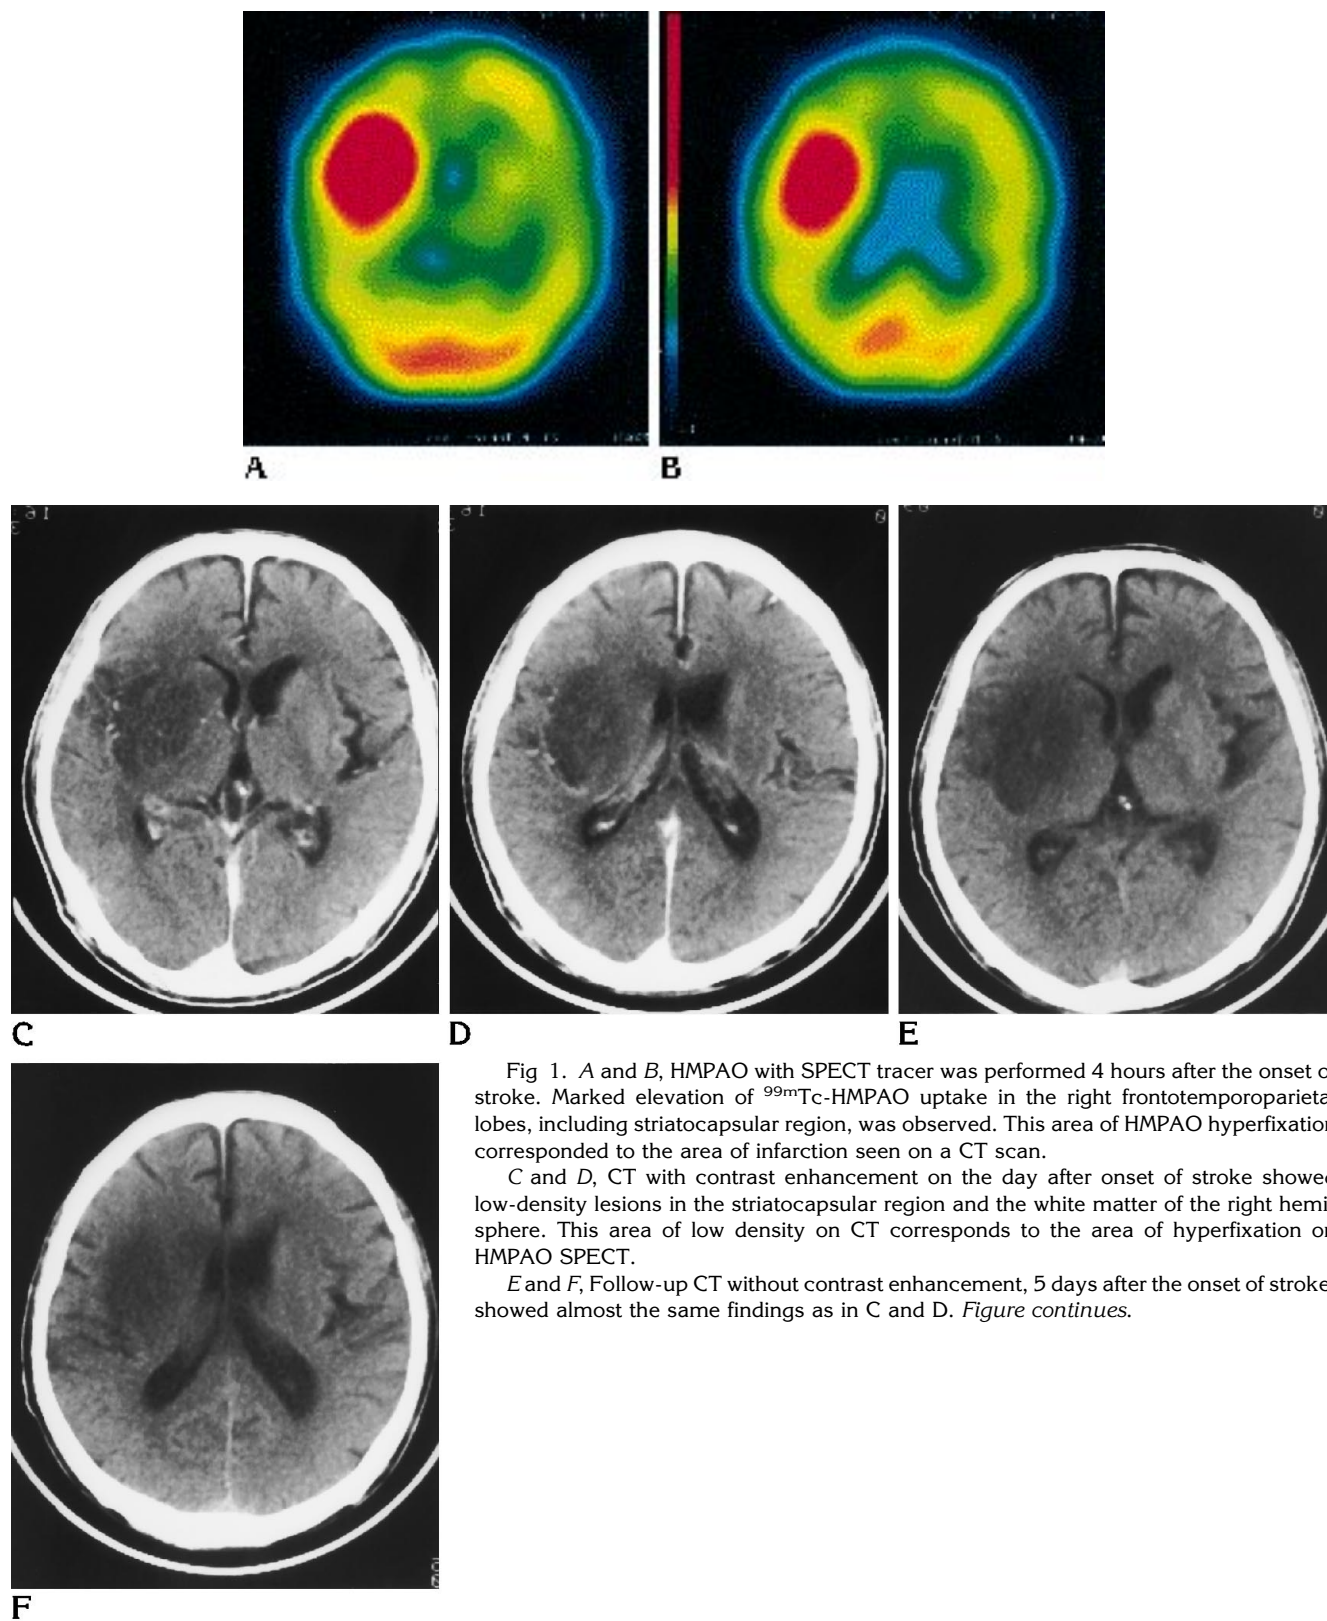 A
B
C
D
E
Fig 1. A and B, HMPAO with SPECT tracer was performed 4 hours after the onset o
stroke. Marked elevation of 99mTc-HMPAO uptake in the right frontotemporoparieta
lobes, including striatocapsular region, was observed. This area of HMPAO hyperfixation
corresponded to the area of infarction seen on a CT scan.
C and D, CT with contrast enhancement on the day after onset of stroke showe
low-density lesions in the striatocapsular region and the white matter of the right hemi
sphere. This area of low density on CT corresponds to the area of hyperfixation or
HMPAO SPECT.
E and F, Follow-up CT without contrast enhancement, 5 days after the onset of stroke
showed almost the same findings as in C and D. Figure continues.
F